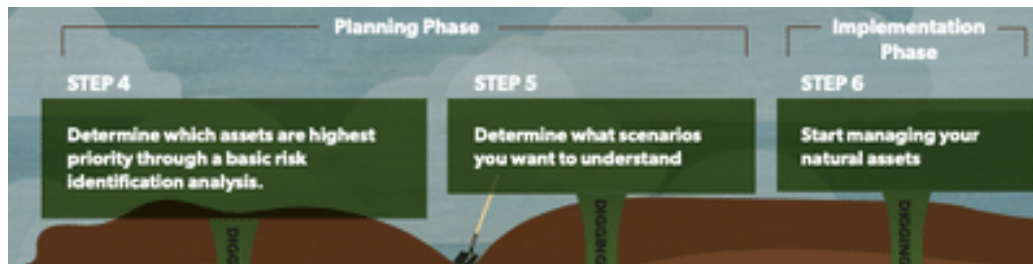 Planning Phase
Implementation
Phase
STEP 4
Determine which assets are highest
priority through a basic risk
identification analysis.
STEP 5
Determine what scenarios
you want to understand
STEP 6
Start managing your
natural assets
DIGG
DIGGING
DIGGING